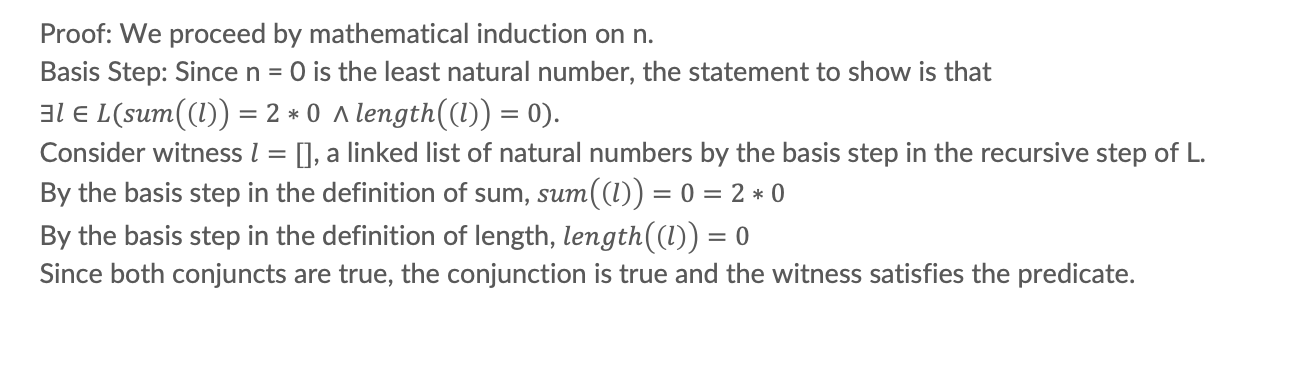 Proof: We proceed by mathematical induction on n.
Basis Step: Since n = 0 is the least natural number, the statement to show is that
∃l ∈ L(sum((l)) = 2 * 0 ∧ length((l)) = 0).
Consider witness l = [], a linked list of natural numbers by the basis step in the recursive step of L.
By the basis step in the definition of sum, sum((l)) = 0 = 2 * 0
By the basis step in the definition of length, length((l)) = 0
Since both conjuncts are true, the conjunction is true and the witness satisfies the predicate.